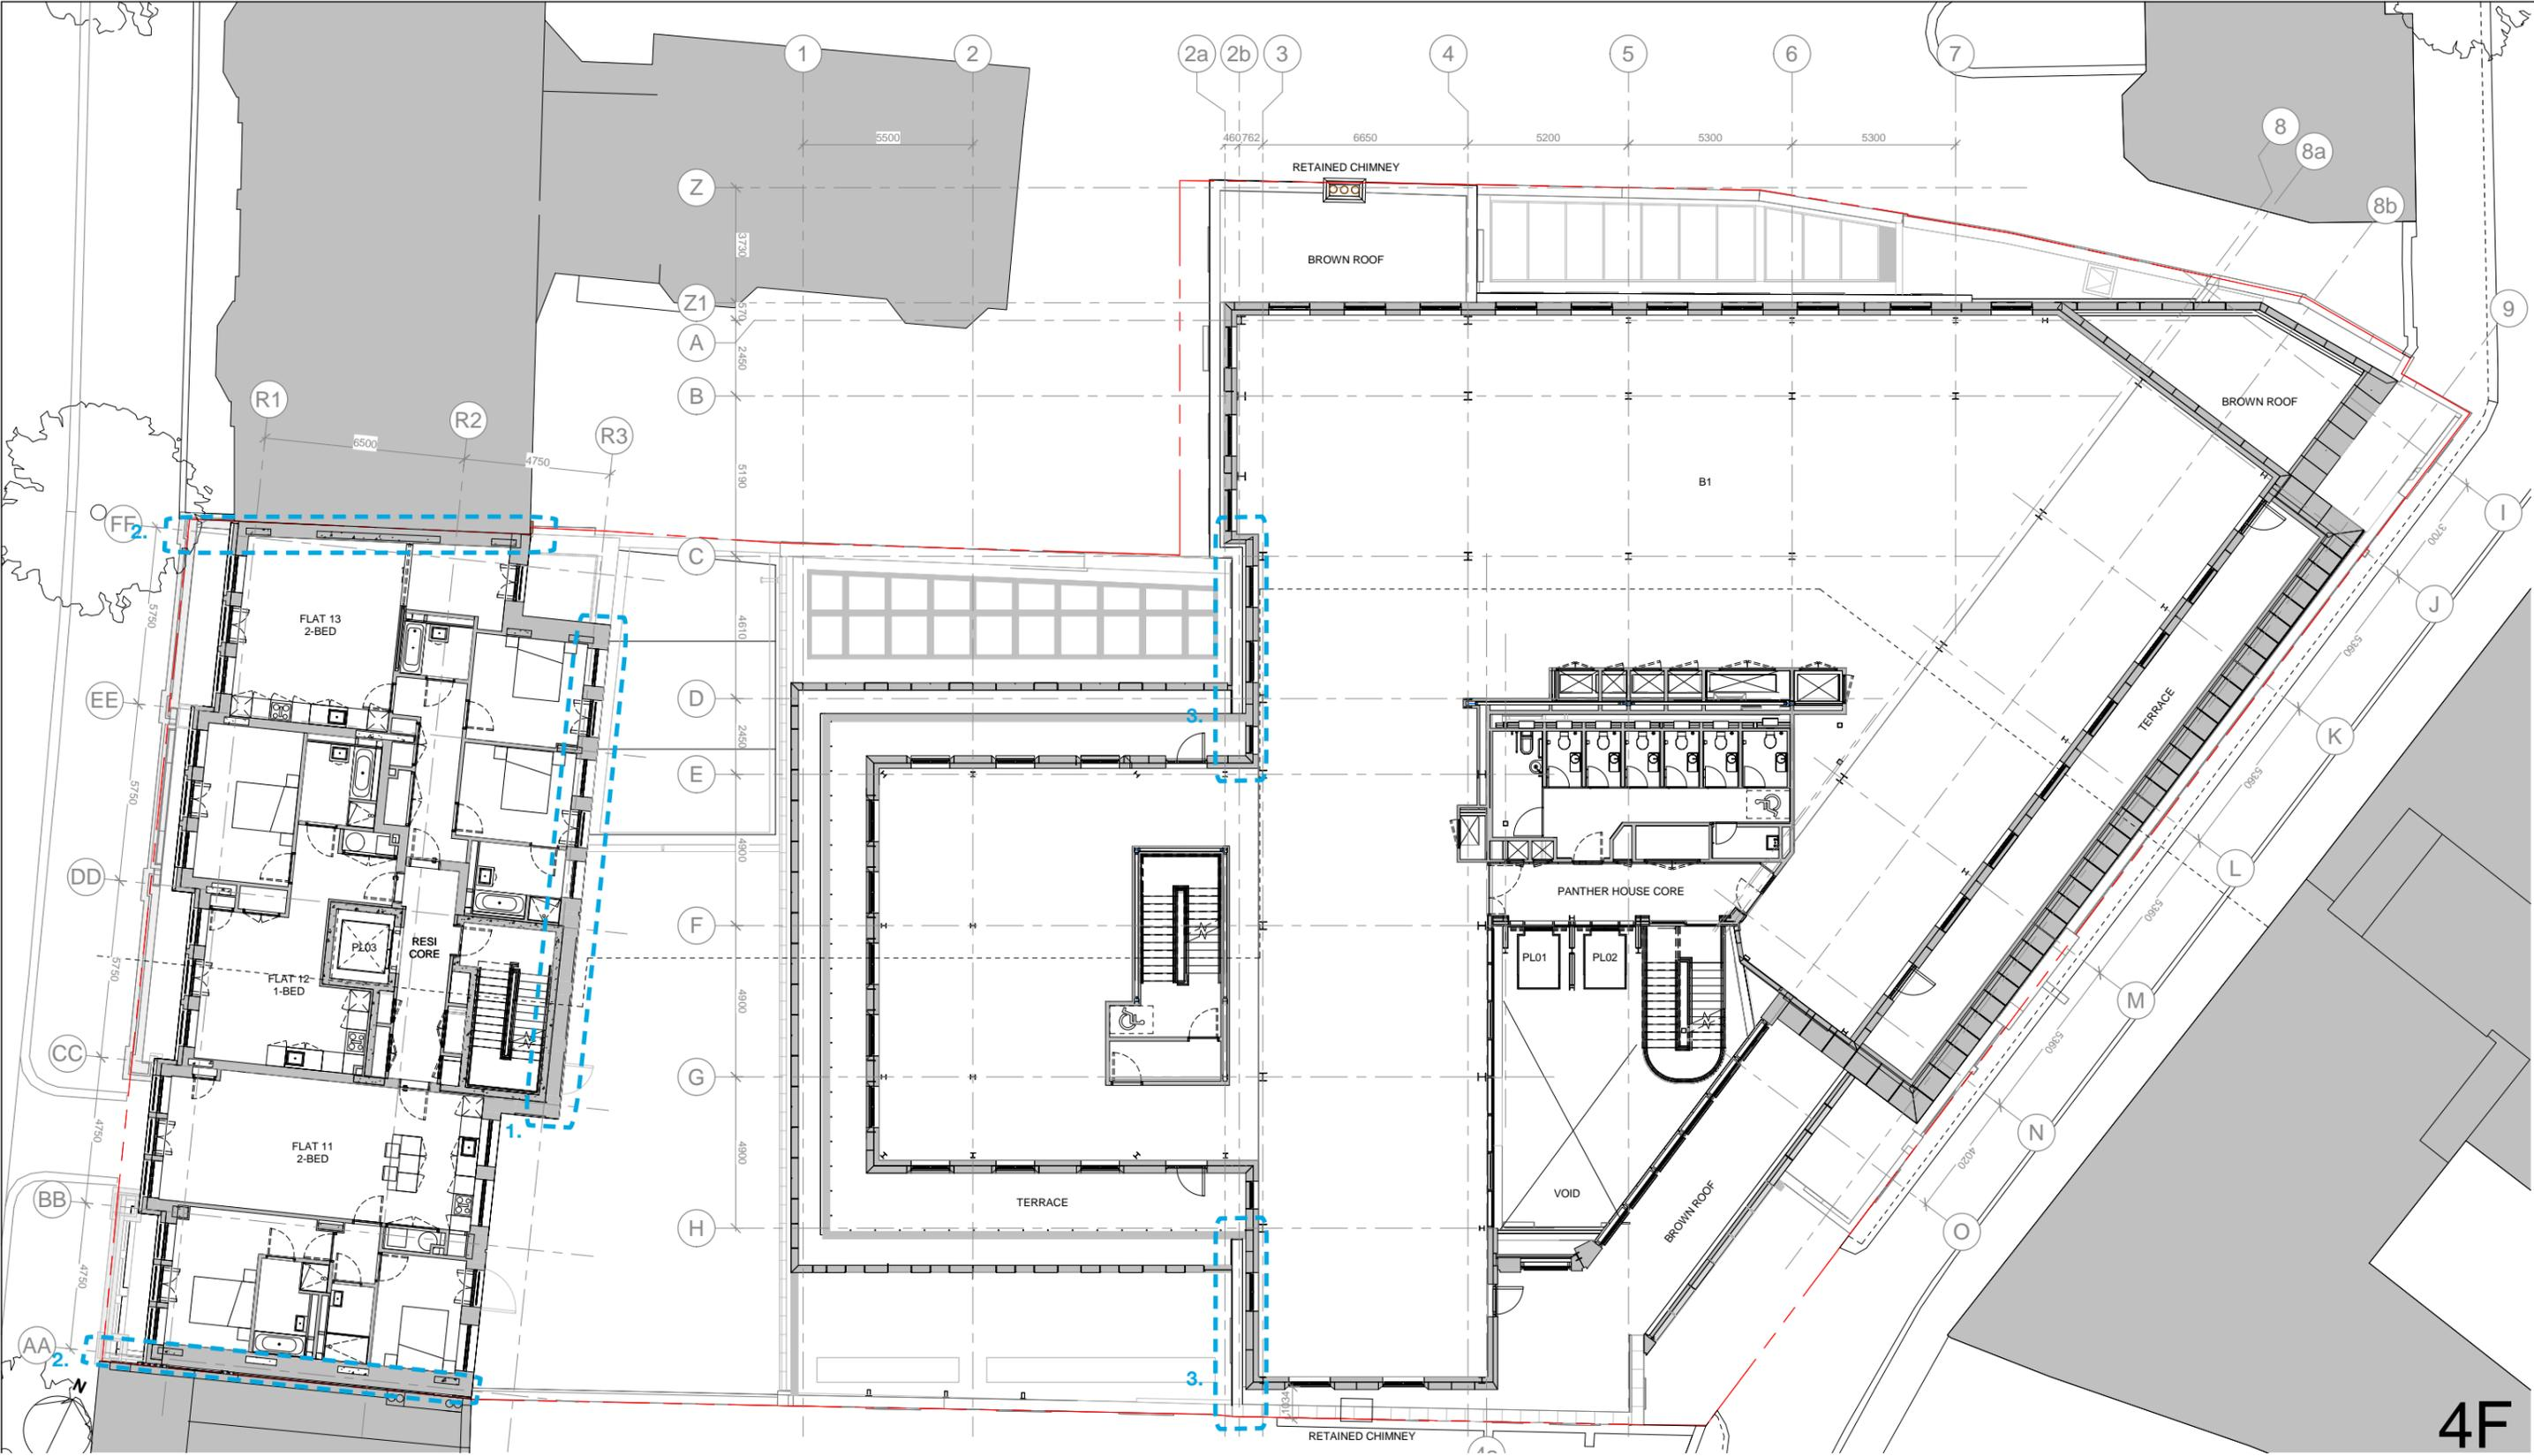 1
2
2a
2b
3
4
5
6
7
8
8a
8b
9
5500
460
762
6650
5200
5300
5300
RETAINED CHIMNEY
Z
3730
BROWN ROOF
Z1
570
A
2450
B
BROWN ROOF
R1
R2
R3
6500
4750
5190
B1
I
3700
FF
2.
C
J
5750
FLAT 13
2-BED
4610
5360
EE
D
3.
2450
TERRACE
K
E
5360
5750
4900
L
DD
PANTHER HOUSE CORE
5360
F
PL03
RESI
CORE
PL01
PL02
5750
FLAT 12
1-BED
4900
M
CC
G
5360
4750
1.
N
FLAT 11
2-BED
4900
4020
BB
TERRACE
VOID
BROWN ROOF
H
O
4750
AA
2.
3.
N
1034
RETAINED CHIMNEY
4F